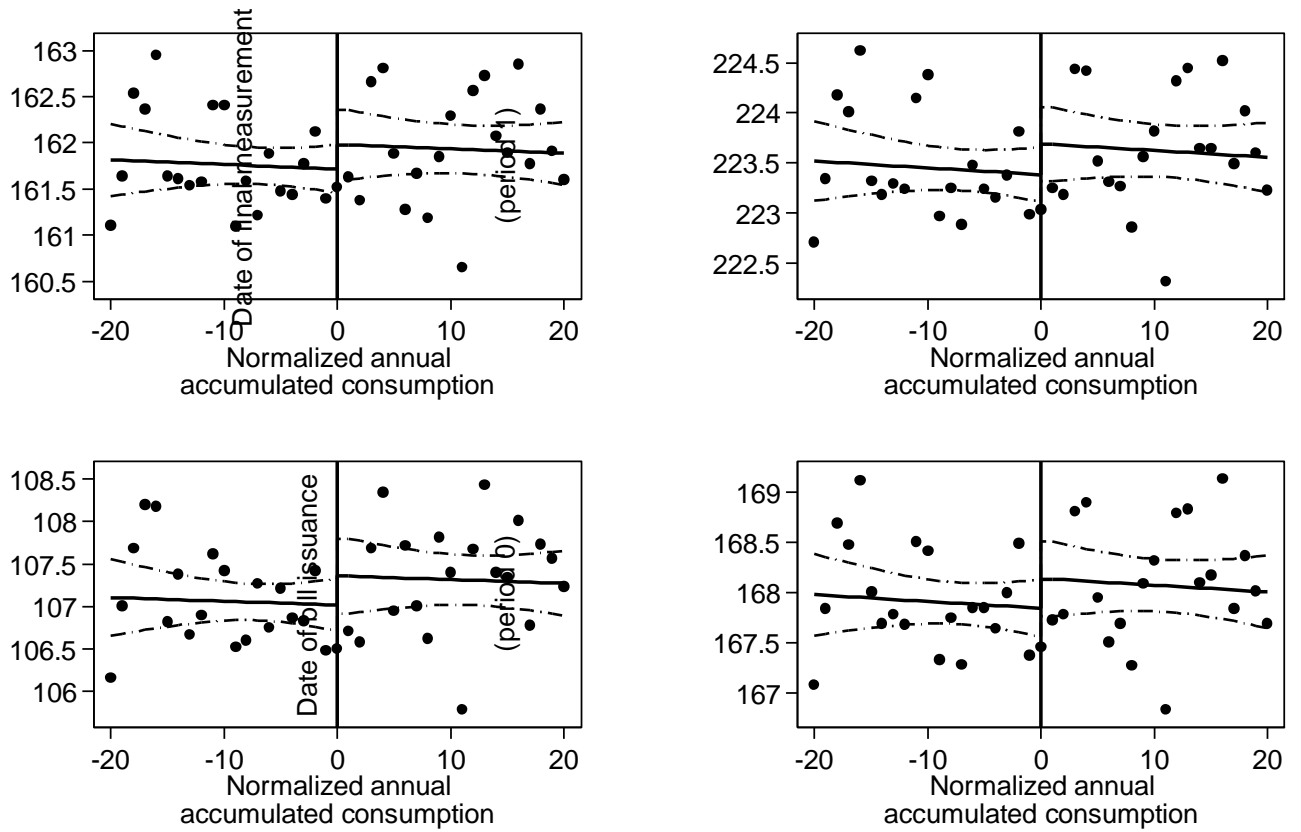 163
162.5
162
161.5
161
160.5
Date of final measurement
(period 1)
-20 -10 0 10 20
Normalized annual
accumulated consumption
224.5
224
223.5
223
222.5
-20 -10 0 10 20
Normalized annual
accumulated consumption
108.5
108
107.5
107
106.5
106
Date of bill issuance
(period 0)
-20 -10 0 10 20
Normalized annual
accumulated consumption
169
168.5
168
167.5
167
-20 -10 0 10 20
Normalized annual
accumulated consumption